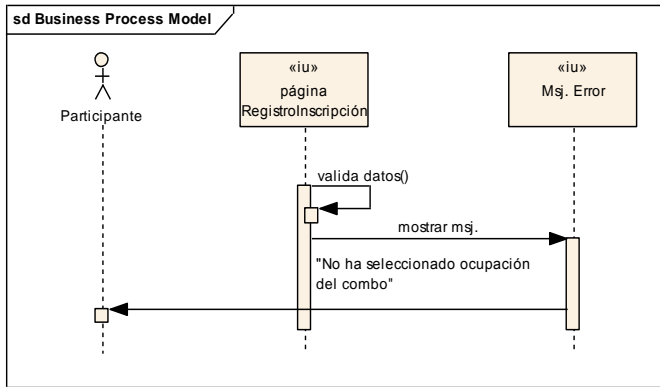 sd Business Process Model
Participante
«iu»
página
RegistroInscripción
«iu»
Msj. Error
valida datos()
mostrar msj.
"No ha seleccionado ocupación
del combo"